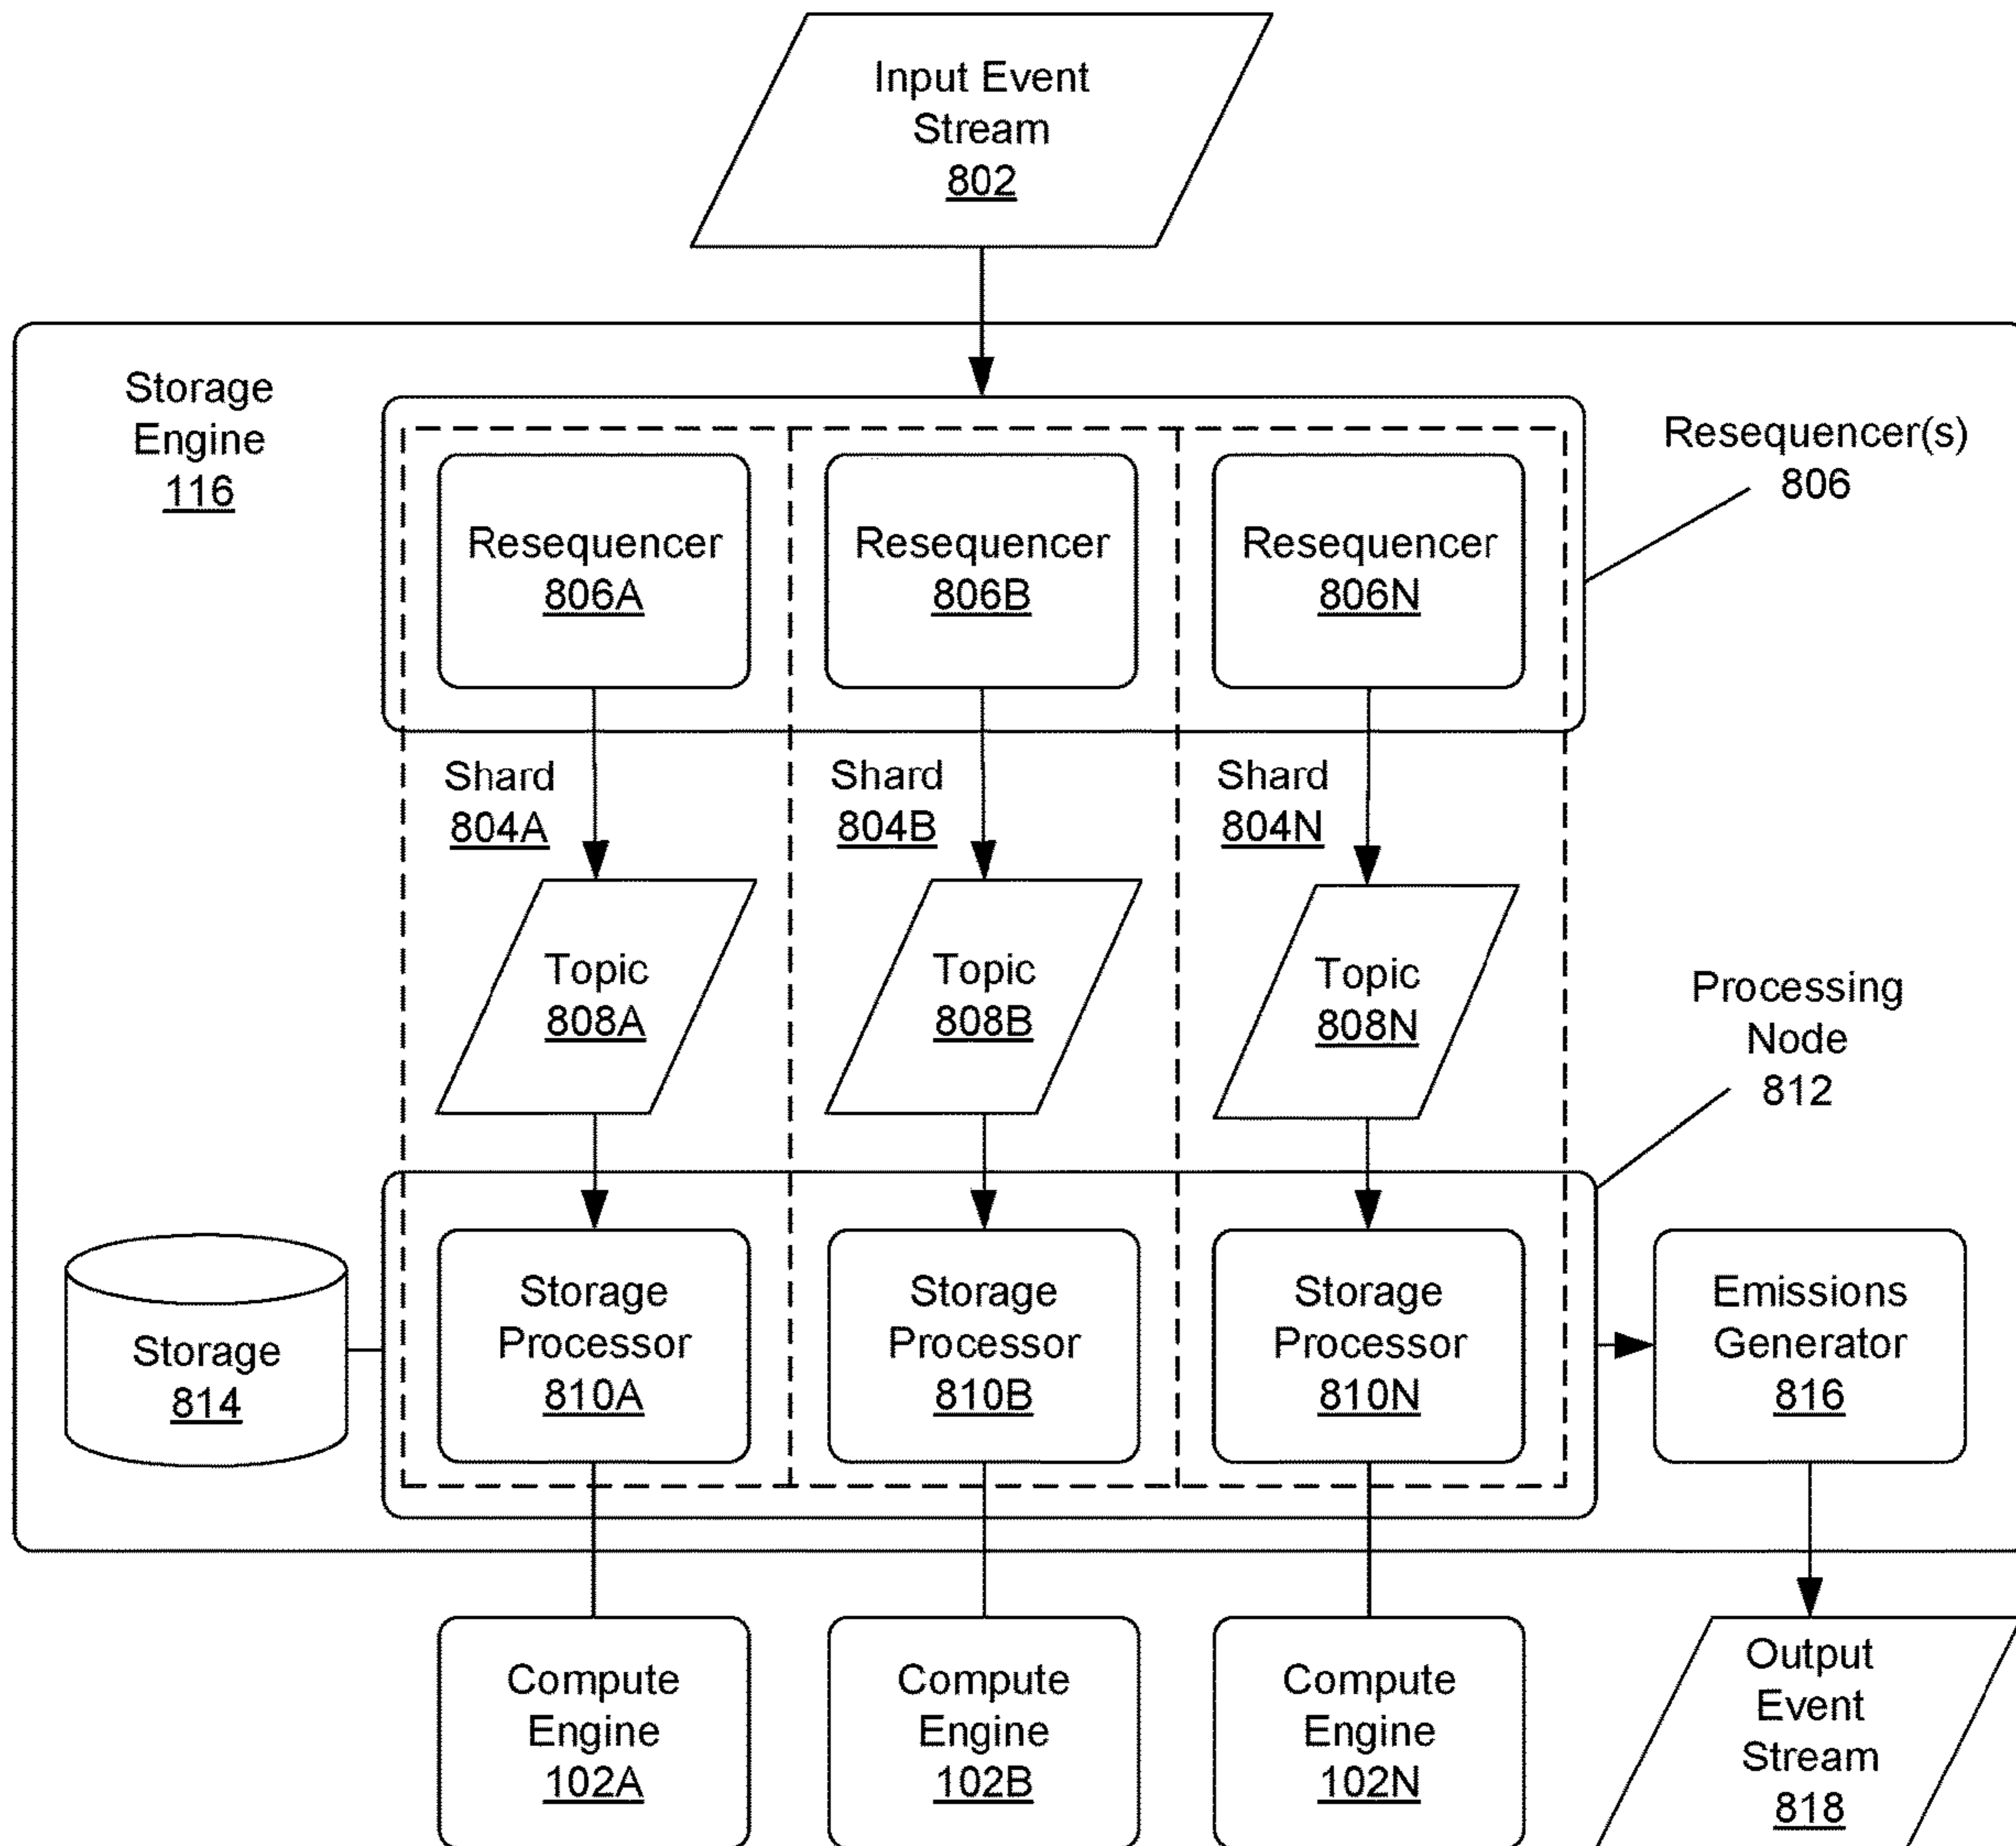 Input Event
Stream
802
Storage
Engine
116
Resequencer(s)
806
Resequencer
806A
Resequencer
806B
Resequencer
806N
Shard
804A
Shard
804B
Shard
804N
Topic
808A
Topic
808B
Topic
808N
Processing
Node
812
Storage
814
Storage
Processor
810A
Storage
Processor
810B
Storage
Processor
810N
Emissions
Generator
816
Compute
Engine
102A
Compute
Engine
102B
Compute
Engine
102N
Output
Event
Stream
818